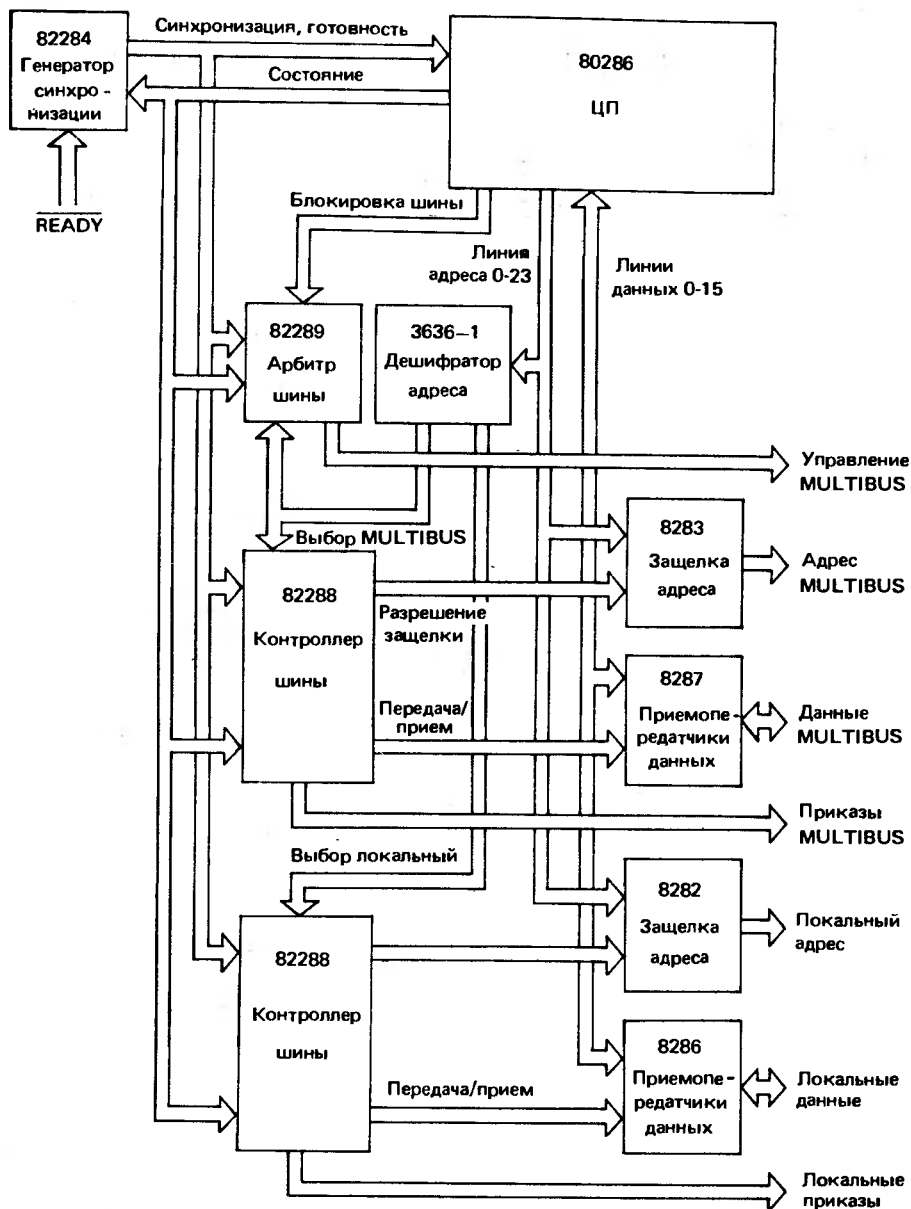 82284
Генератор
синхро-
низации
Синхронизация, готовность
Состояние
80286
ЦП
READY
Блокировка шины
Линия
адреса 0-23
Линии
данных 0-15
82289
Арбитр
шины
3636-1
Дешифратор
адреса
Управление
MULTIBUS
Выбор MULTIBUS
8283
Защелка
адреса
Адрес
MULTIBUS
82288
Контроллер
шины
Разрешение
защелки
Передача/
прием
8287
Приемопе-
редатчики
данных
Данные
MULTIBUS
Приказы
MULTIBUS
Выбор локальный
8282
Защелка
адреса
Покальный
адрес
82288
Контроллер
шины
Передача/прием
8286
Приемопе-
редатчики
данных
Локальные
данные
Локальные
приказы